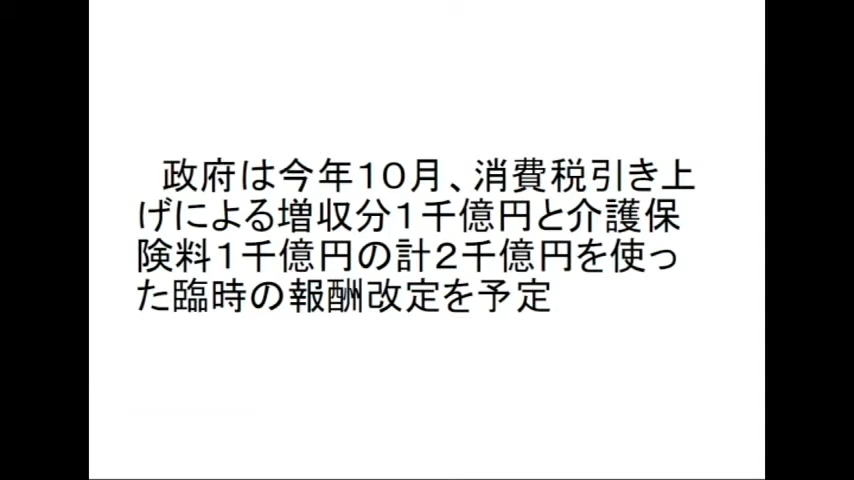 政府は今年１０月、消費税引き上
げによる増収分１千億円と介護保
険料１千億円の計２千億円を使っ
た臨時の報酬改定を予定